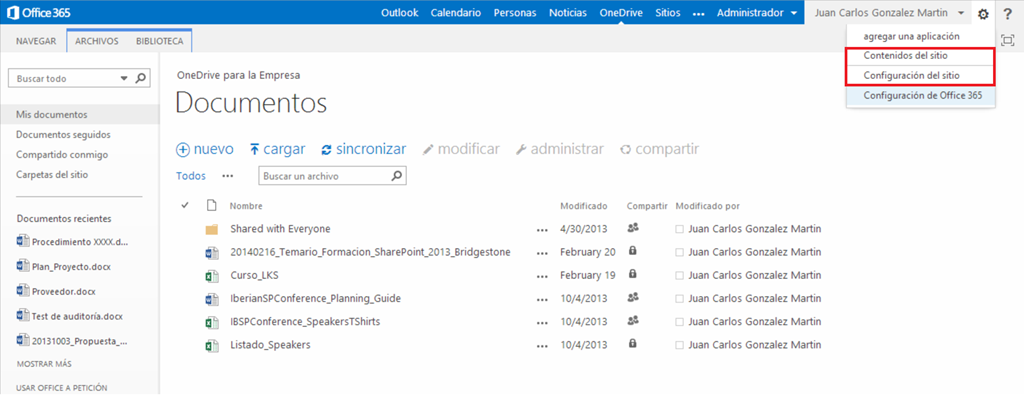 Office 365
Outlook Calendario Personas Noticias OneDrive Sitios ••• Administrador
Juan Carlos Gonzalez Martin
?
NAVEGAR ARCHIVOS BIBLIOTECA
agregar una aplicación
Contenidos del sitio
Configuración del sitio
Configuración de Office 365
Buscar todo
Mis documentos
Documentos seguidos
Compartido conmigo
Carpetas del sitio
Documentos recientes
Procedimiento XXXX.d...
Plan_Proyecto.docx
Proveedor.docx
Test de auditoría.docx
20131003_Propuesta_...
MOSTRAR MÁS
USAR OFFICE A PETICIÓN
OneDrive para la Empresa
Documentos
nuevo cargar sincronizar modificar administrar compartir
Todos ••• Buscar un archivo
Nombre Modificado Compartir Modificado por
Shared with Everyone ••• 4/30/2013 Juan Carlos Gonzalez Martin
20140216_Temario_Formacion_SharePoint_2013_Bridgestone ••• February 20 Juan Carlos Gonzalez Martin
Curso_LKS ••• February 19 Juan Carlos Gonzalez Martin
IberianSPConference_Planning_Guide ••• 10/4/2013 Juan Carlos Gonzalez Martin
IBSPConference_SpeakersTShirts ••• 10/4/2013 Juan Carlos Gonzalez Martin
Listado_Speakers ••• 10/4/2013 Juan Carlos Gonzalez Martin